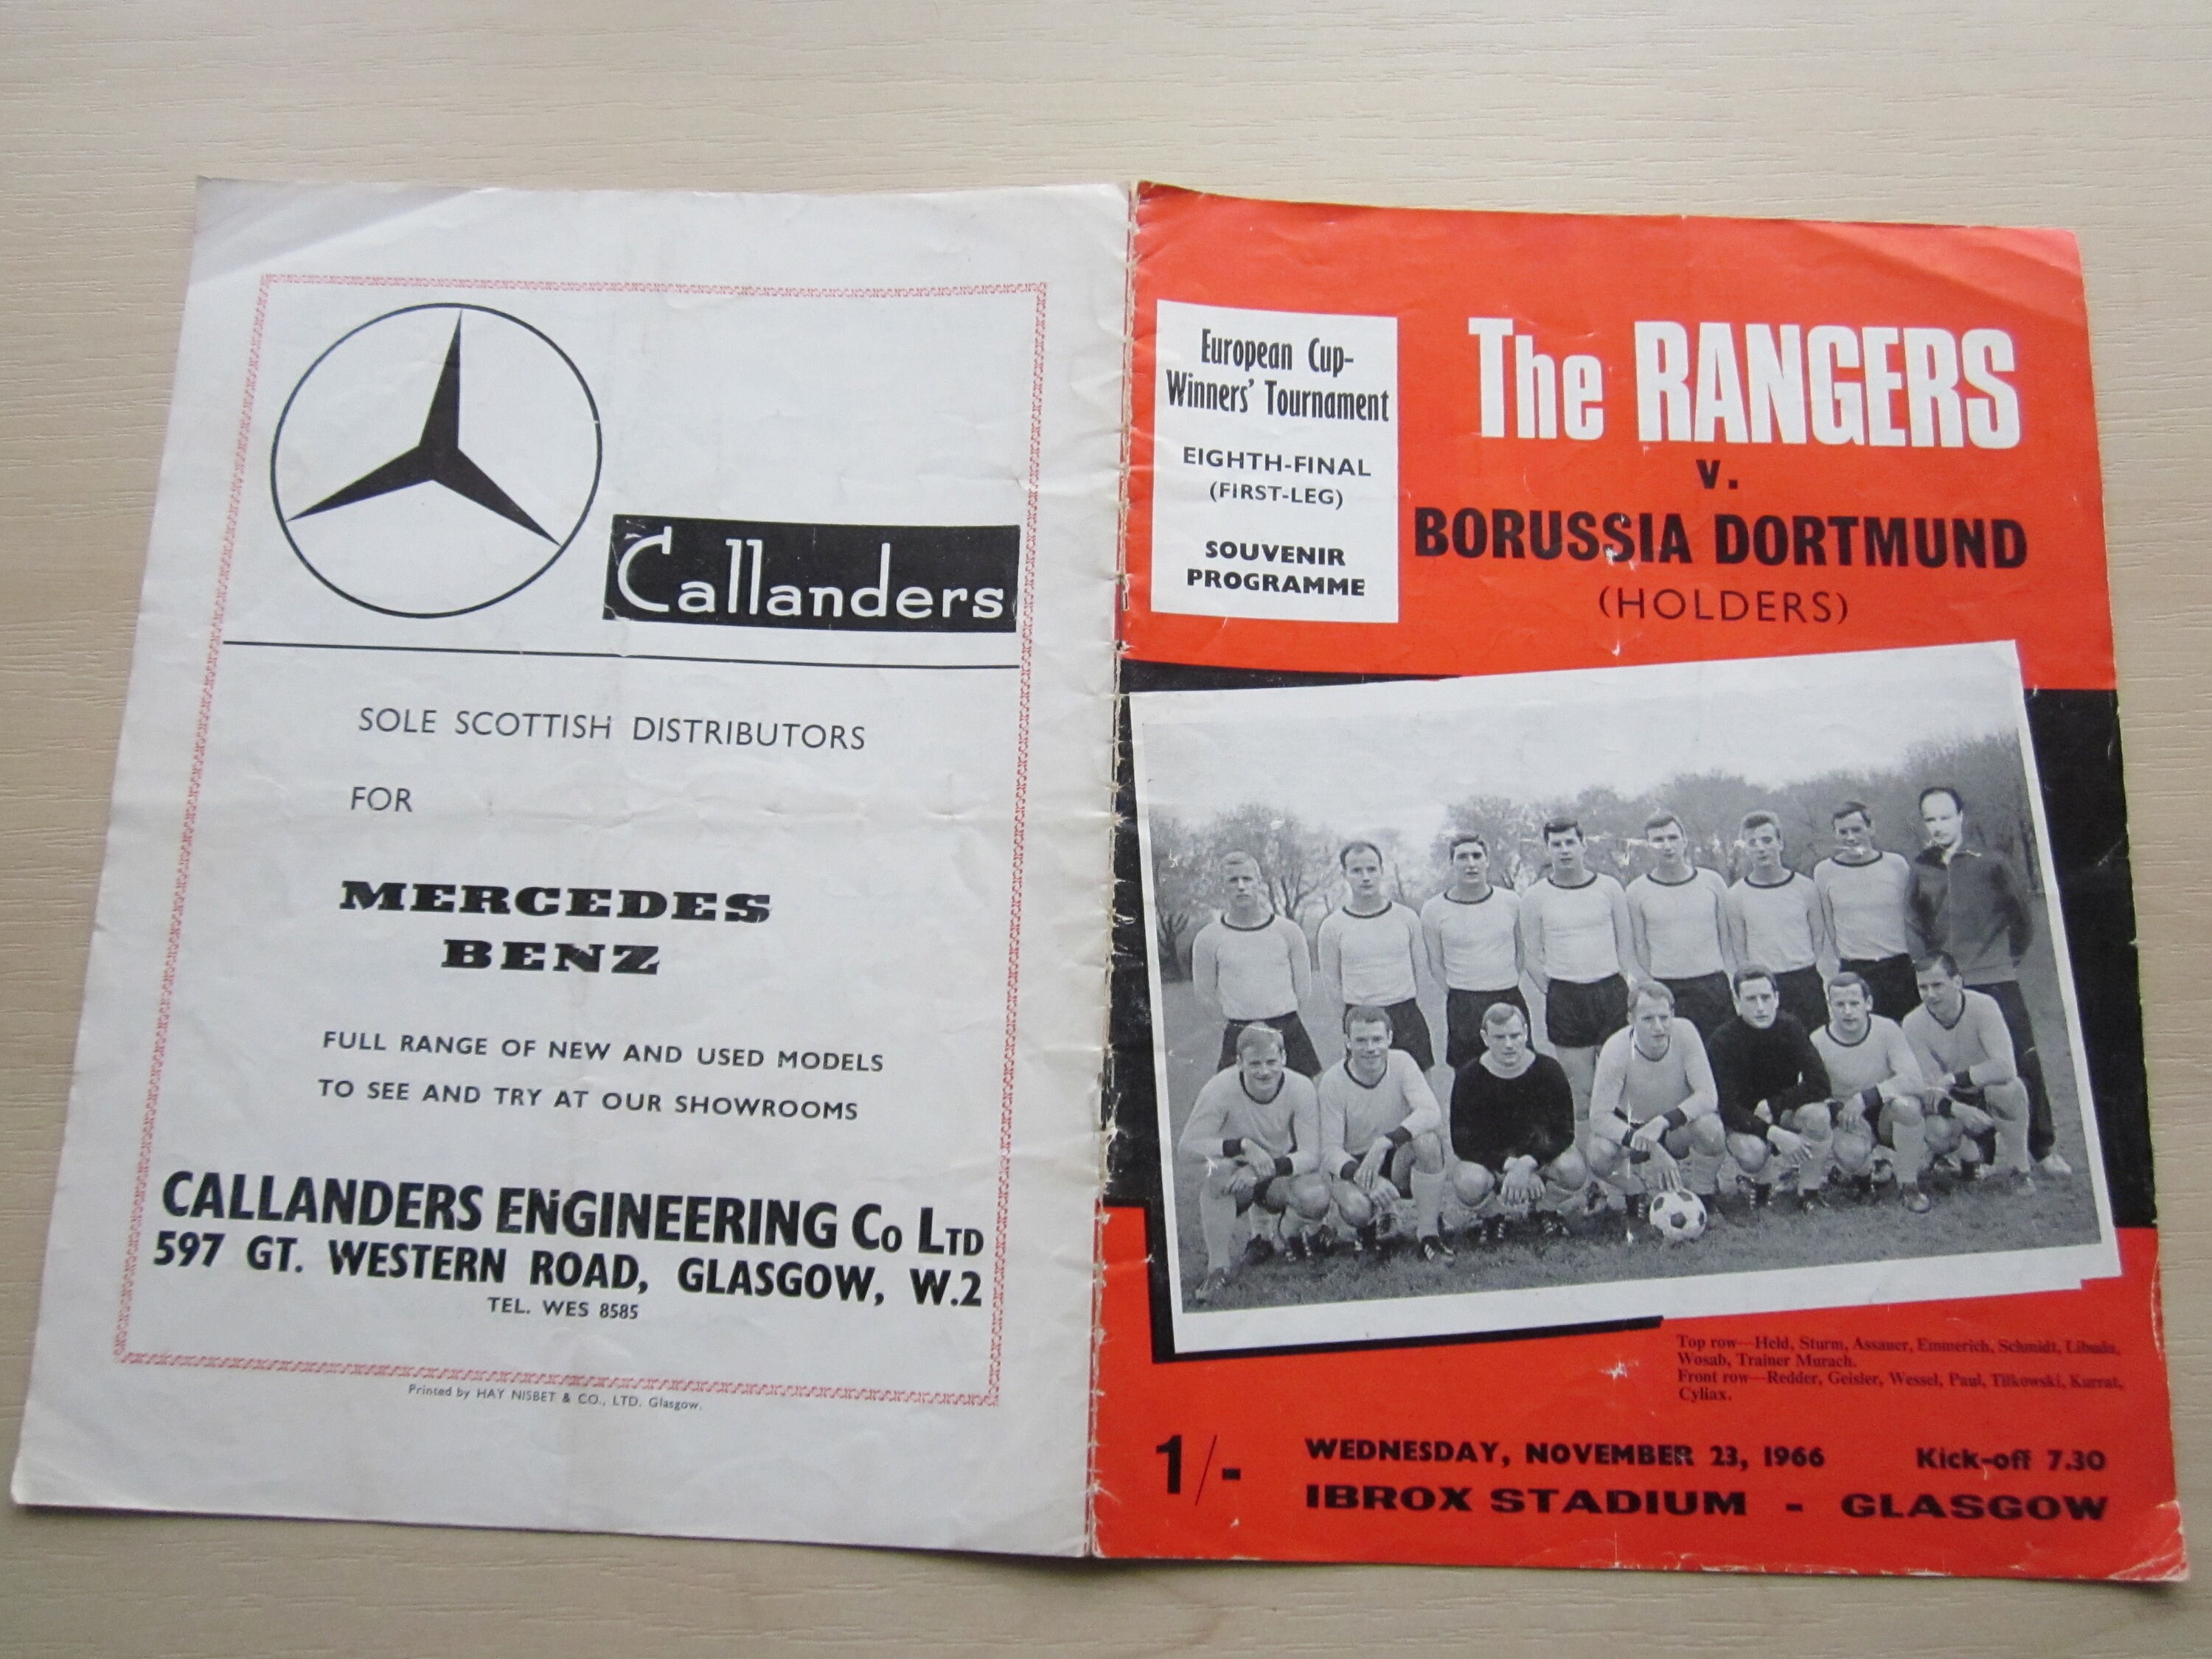 Callanders
SOLE SCOTTISH DISTRIBUTORS
FOR
MERCEDES
BENZ
FULL RANGE OF NEW AND USED MODELS
TO SEE AND TRY AT OUR SHOWROOMS
CALLANDERS ENGINEERING Co LTD
597 GT. WESTERN ROAD, GLASGOW, W.2
TEL. WES 8585
Printed by HAY NISBET & CO., LTD. Glasgow.
European Cup-
Winners' Tournament
EIGHTH-FINAL
(FIRST-LEG)
SOUVENIR
PROGRAMME
The RANGERS
v.
BORUSSIA DORTMUND
(HOLDERS)
Top row—Held, Sturm, Assauer, Emmerich, Schmidt, Libuda,
Wosab, Trainer Murach.
Front row—Redder, Geisler, Wessel, Paul, Tilkowski, Kurrat,
Cyliax.
1/-
WEDNESDAY, NOVEMBER 23, 1966 Kick-off 7.30
IBROX STADIUM - GLASGOW